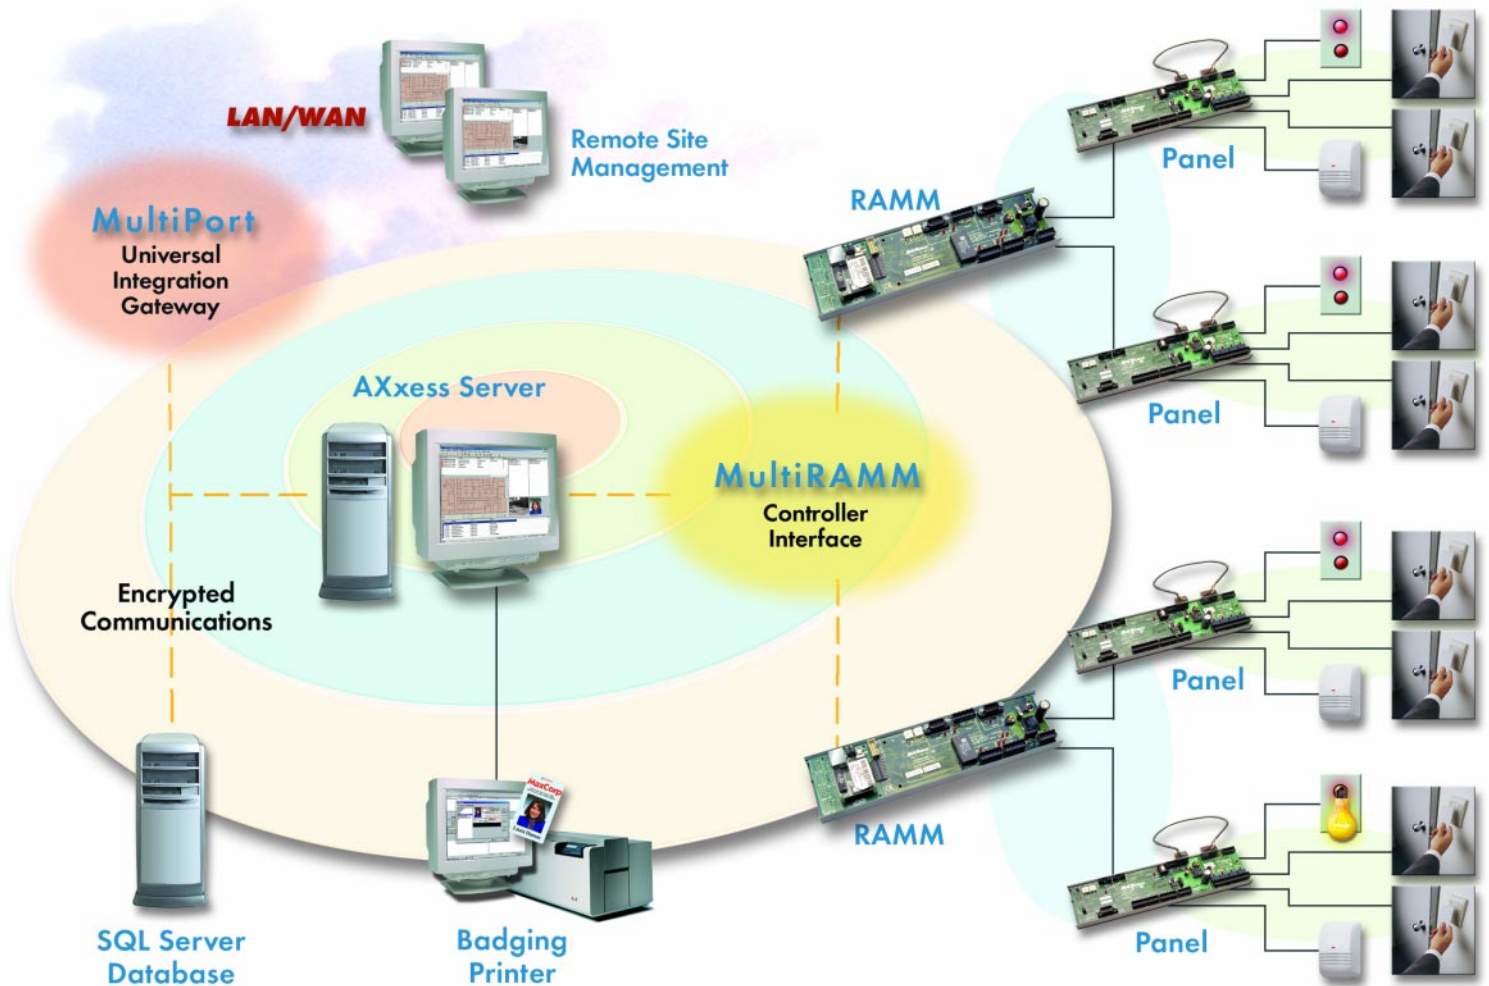 LAN/WAN
Remote Site
Management
MultiPort
Universal
Integration
Gateway
AXxess Server
MultiRAMM
Controller
Interface
Encrypted
Communications
SQL Server
Database
MaxCorp
Badging
Printer
RAMM
RAMM
Panel
Panel
Panel
Panel